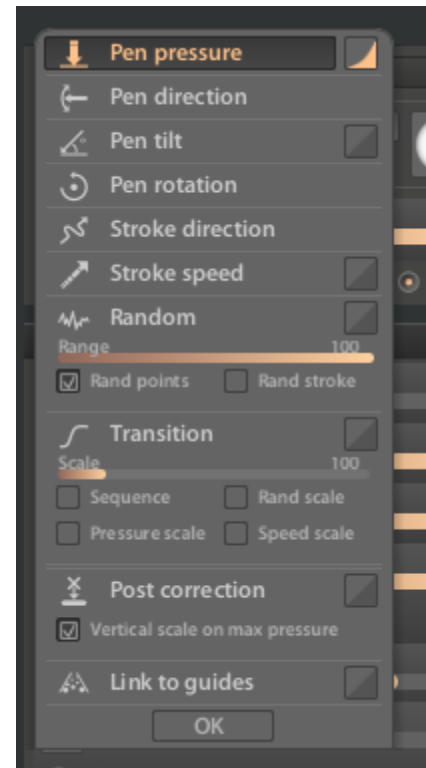 Pen pressure
Pen direction
Pen tilt
Pen rotation
Stroke direction
Stroke speed
Random
Range 100
Rand points Rand stroke
Transition
Scale 100
Sequence Rand scale
Pressure scale Speed scale
Post correction
Vertical scale on max pressure
Link to guides
OK